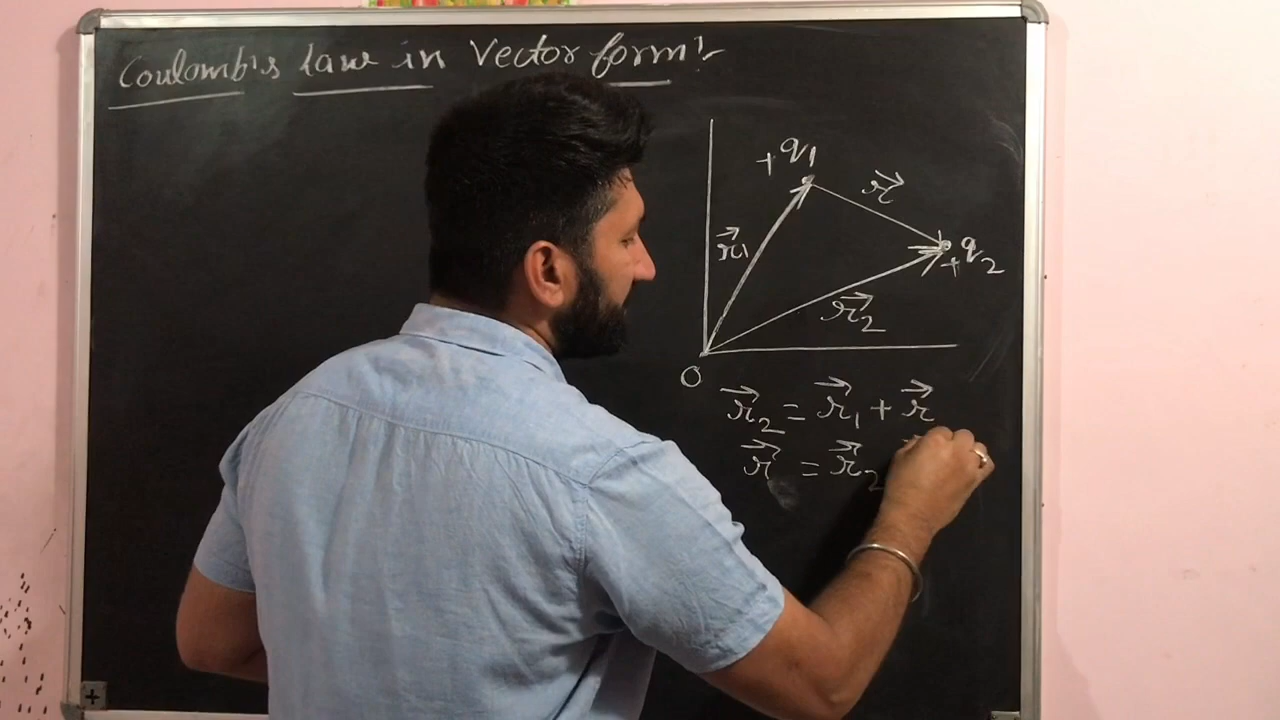 Coulomb's law in Vector form:-
+q₁
r⃗
r⃗₁
+q₂
r⃗₂
O
r⃗₂ = r⃗₁ + r⃗
r⃗ = r⃗₂